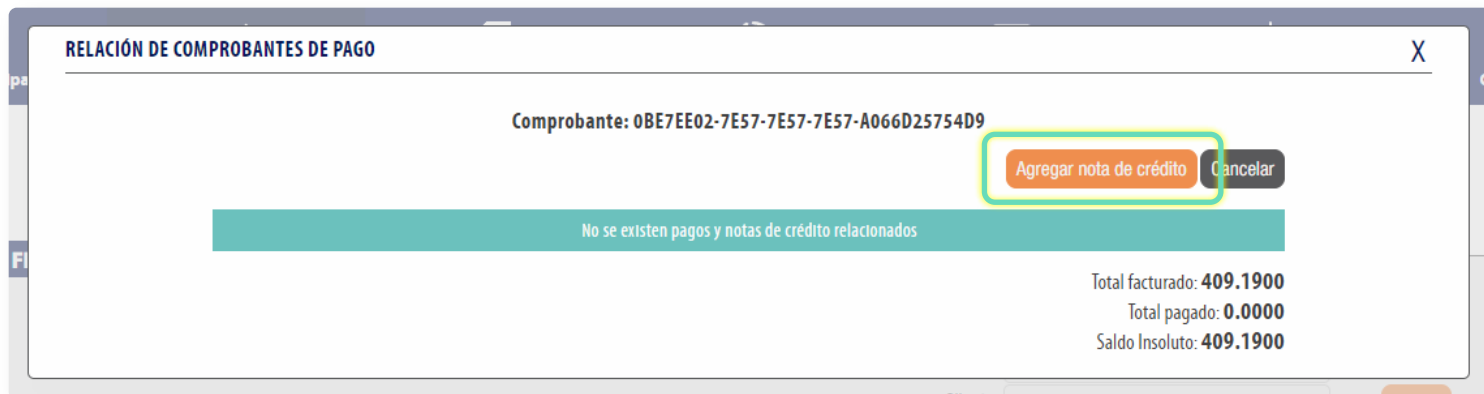 RELACIÓN DE COMPROBANTES DE PAGO X
Comprobante: 0BE7EE02-7E57-7E57-7E57-A066D25754D9
Agregar nota de crédito Cancelar
No se existen pagos y notas de crédito relacionados
Total facturado: 409.1900
Total pagado: 0.0000
Saldo Insoluto: 409.1900